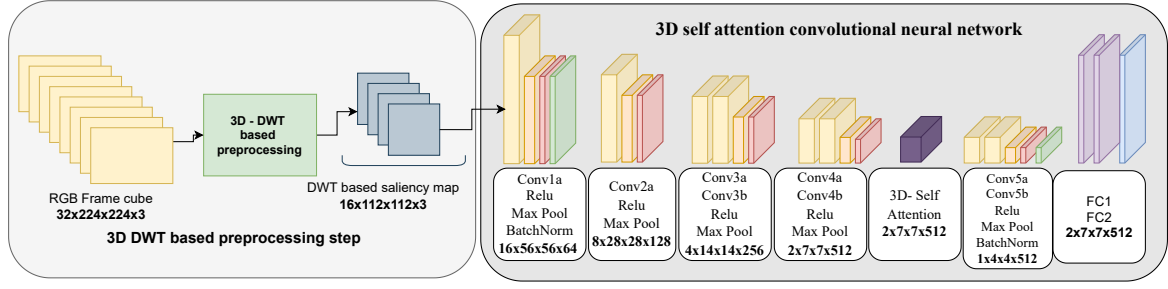 3D self attention convolutional neural network
3D - DWT
based
preprocessing
RGB Frame cube
32x224x224x3
DWT based saliency map
16x112x112x3
3D DWT based preprocessing step
Conv1a
Relu
Max Pool
BatchNorm
16x56x56x64
Conv2a
Relu
Max Pool
8x28x28x128
Conv3a
Conv3b
Relu
Max Pool
4x14x14x256
Conv4a
Conv4b
Relu
Max Pool
2x7x7x512
3D- Self
Attention
2x7x7x512
Conv5a
Conv5b
Relu
Max Pool
BatchNorm
1x4x4x512
FC1
FC2
2x7x7x512